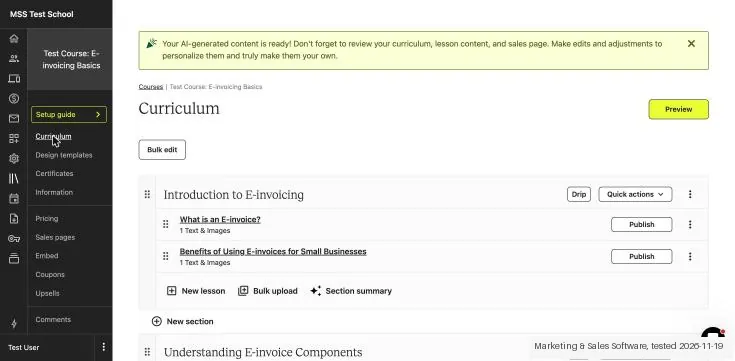 MSS Test School
Test Course: E-
invoicing Basics
Setup guide
Curriculum
Design templates
Certificates
Information
Pricing
Sales pages
Embed
Coupons
Upsells
Comments
Test User
Your AI-generated content is ready! Don't forget to review your curriculum, lesson content, and sales page. Make edits and adjustments to
personalize them and truly make them your own.
Courses | Test Course: E-invoicing Basics
Curriculum
Preview
Bulk edit
Introduction to E-invoicing
Drip
Quick actions
What is an E-invoice?
1 Text & Images
Publish
Benefits of Using E-invoices for Small Businesses
1 Text & Images
Publish
New lesson
Bulk upload
Section summary
New section
Understanding E-invoice Components
Marketing & Sales Software, tested 2025-11-19